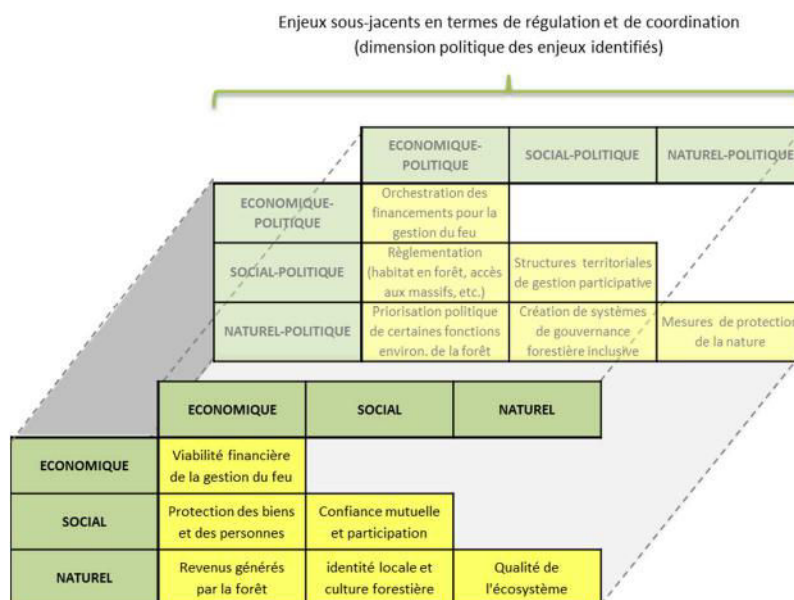 Enjeux sous-jacents en termes de régulation et de coordination
(dimension politique des enjeux identifiés)
ECONOMIQUE-
POLITIQUE
SOCIAL-POLITIQUE
NATUREL-POLITIQUE
ECONOMIQUE-
POLITIQUE
Orchestration des
financements pour la
gestion du feu
SOCIAL-POLITIQUE
Règlementation
(habitat en forêt, accès
aux massifs, etc.)
Structures territoriales
de gestion participative
NATUREL-POLITIQUE
Priorisation politique
de certaines fonctions
environ. de la forêt
Création de systèmes
de gouvernance
forestière inclusive
Mesures de protection
de la nature
ECONOMIQUE
SOCIAL
NATUREL
ECONOMIQUE
Viabilité financière
de la gestion du feu
SOCIAL
Protection des biens
et des personnes
Confiance mutuelle
et participation
NATUREL
Revenus générés
par la forêt
identité locale et
culture forestière
Qualité de
l'écosystème